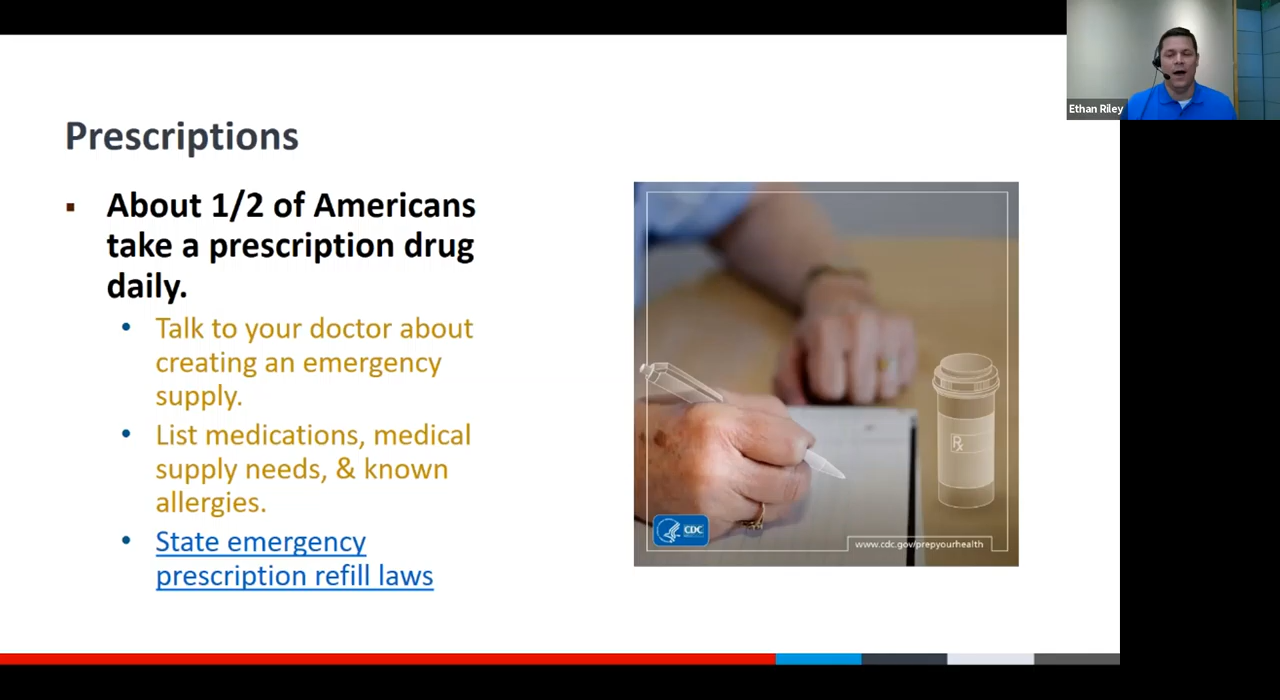 Ethan Riley
Prescriptions
About 1/2 of Americans
take a prescription drug
daily.
Talk to your doctor about
creating an emergency
supply.
List medications, medical
supply needs, & known
allergies.
State emergency
prescription refill laws
Rx
CDC
www.cdc.gov/prepyourhealth